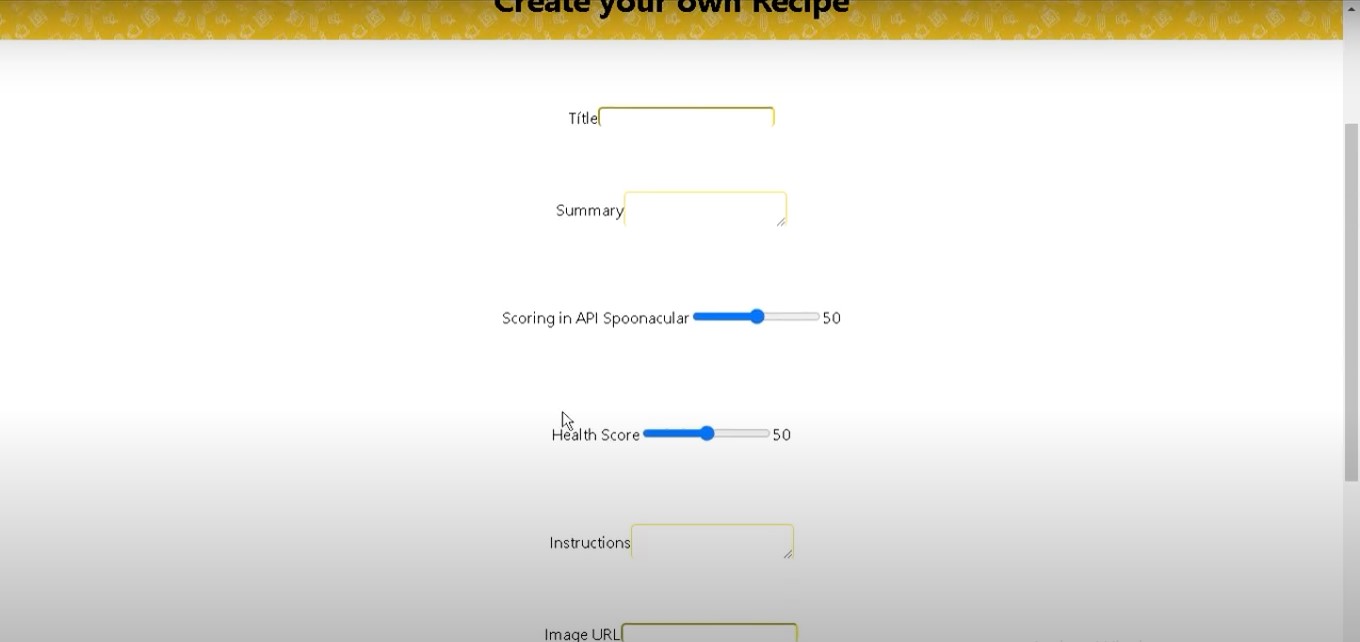 Create your own Recipe
Títle
Summary
Scoring in API Spoonacular 50
Health Score 50
Instructions
Image URL